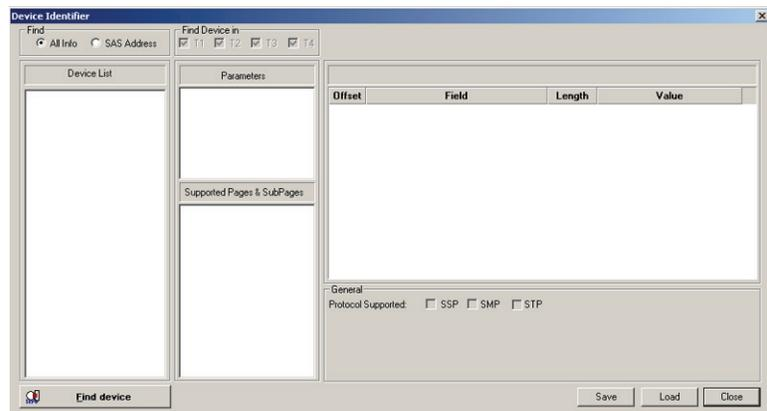 Device Identifier
Find
All Info SAS Address
Find Device in
T1 T2 T3 T4
Device List
Parameters
Supported Pages & SubPages
Offset Field Length Value
General
Protocol Supported: SSP SMP STP
Find device
Save Load Close